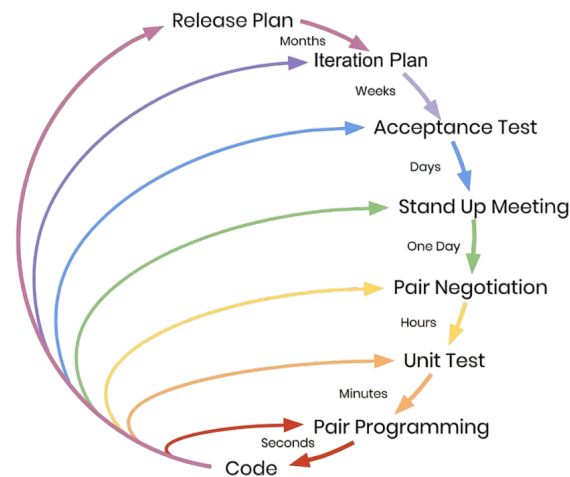 Release Plan
Months
Iteration Plan
Weeks
Acceptance Test
Days
Stand Up Meeting
One Day
Pair Negotiation
Hours
Unit Test
Minutes
Pair Programming
Seconds
Code